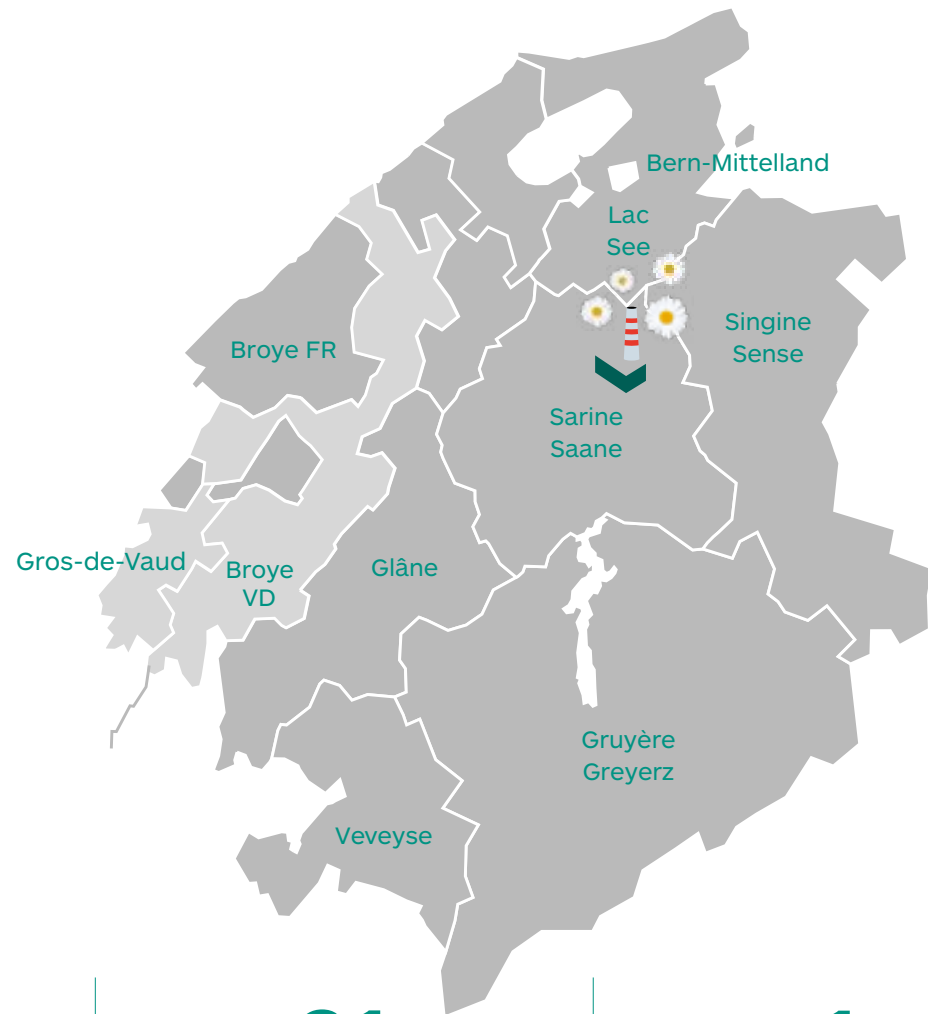 Bern-Mittelland
Lac
See
Singine
Sense
Broye FR
Sarine
Saane
Gros-de-Vaud
Broye
VD
Glâne
Gruyère
Greyerz
Veveyse